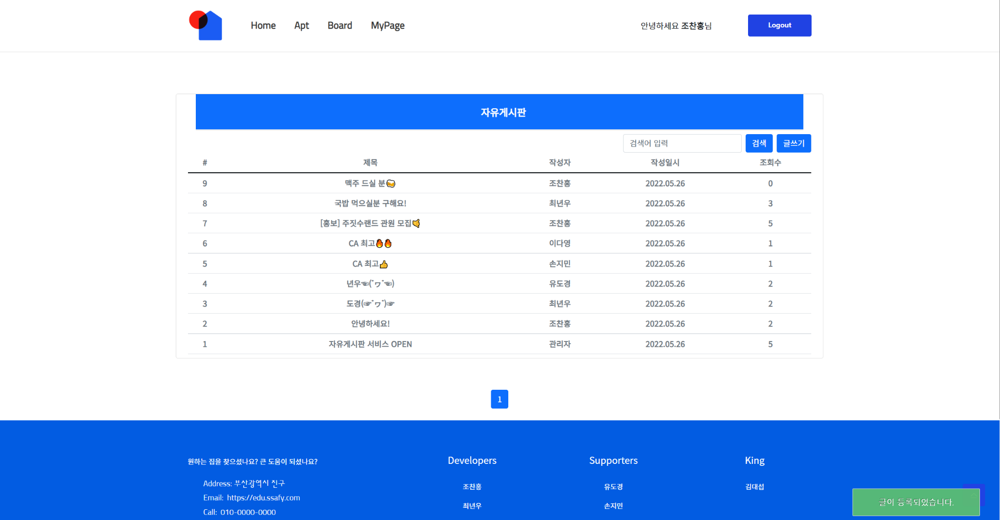 Home Apt Board MyPage 안녕하세요 조찬홍님 Logout
자유게시판
검색어 입력 검색 글쓰기
# 제목 작성자 작성일시 조회수
9 맥주 드실 분🍻 조찬홍 2022.05.26 0
8 국밥 먹으실분 구해요! 최년우 2022.05.26 3
7 [홍보] 주짓수랜드 관원 모집🤙 조찬홍 2022.05.26 5
6 CA 최고🔥🔥 이다영 2022.05.26 1
5 CA 최고👍 손지민 2022.05.26 1
4 년우☜(ﾟヮﾟ☜) 유도경 2022.05.26 2
3 도경(☞ﾟヮﾟ)☞ 최년우 2022.05.26 2
2 안녕하세요! 조찬홍 2022.05.26 2
1 자유게시판 서비스 OPEN 관리자 2022.05.26 5
1
원하는 집을 찾으셨나요? 큰 도움이 되셨나요?
Address: 부산광역시 진구
Email: https://edu.ssafy.com
Call: 010-0000-0000
Developers
조찬홍
최년우
Supporters
유도경
손지민
King
김대섭
글이 등록되었습니다.